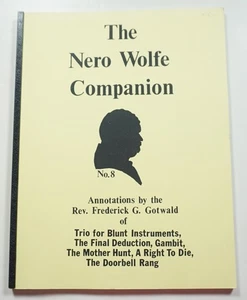 The
Nero Wolfe
Companion
No.8
Annotations by the
Rev. Frederick G. Gotwald
of
Trio for Blunt Instruments,
The Final Deduction, Gambit,
The Mother Hunt, A Right To Die,
The Doorbell Rang